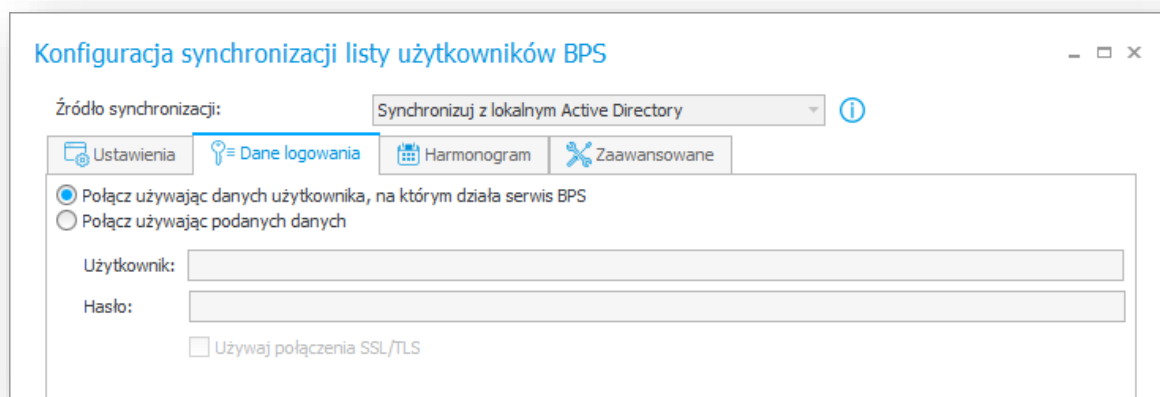 Konfiguracja synchronizacji listy użytkowników BPS
Źródło synchronizacji: Synchronizuj z lokalnym Active Directory
Ustawienia Dane logowania Harmonogram Zaawansowane
Połącz używając danych użytkownika, na którym działa serwis BPS
Połącz używając podanych danych
Użytkownik:
Hasło:
Używaj połączenia SSL/TLS